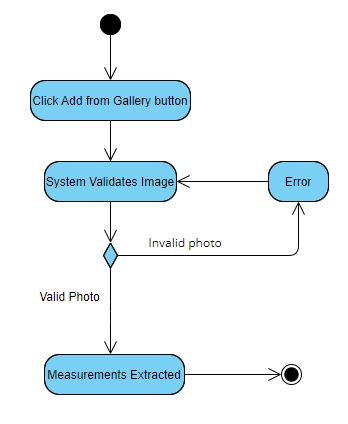 Click Add from Gallery button
System Validates Image
Error
Invalid photo
Valid Photo
Measurements Extracted